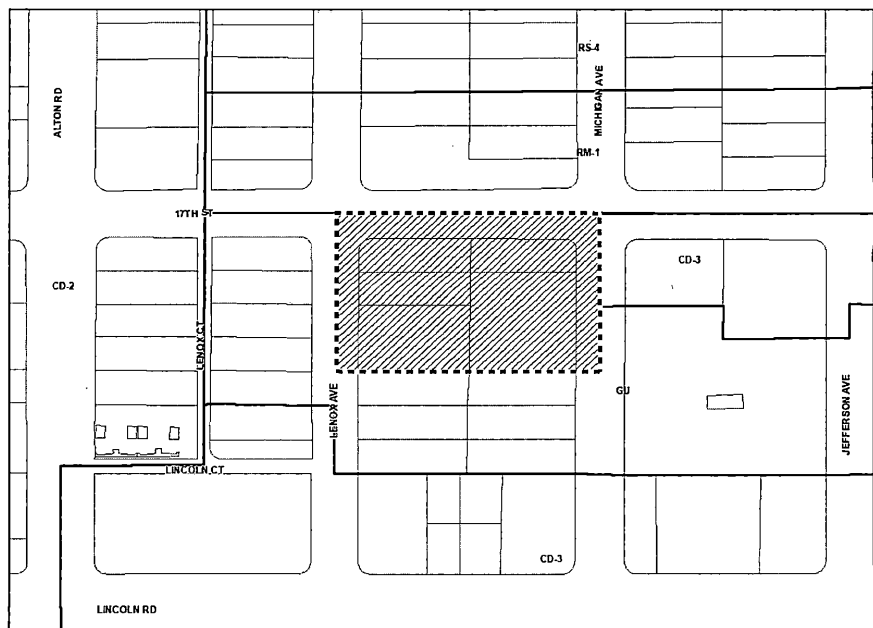 RS-4
ALTON RD
MICHIGAN AVE
RM-1
17TH ST
CD-3
CD-2
LENOX CT
LENOX AVE
GU
JEFFERSON AVE
LINCOLN CT
CD-3
LINCOLN RD